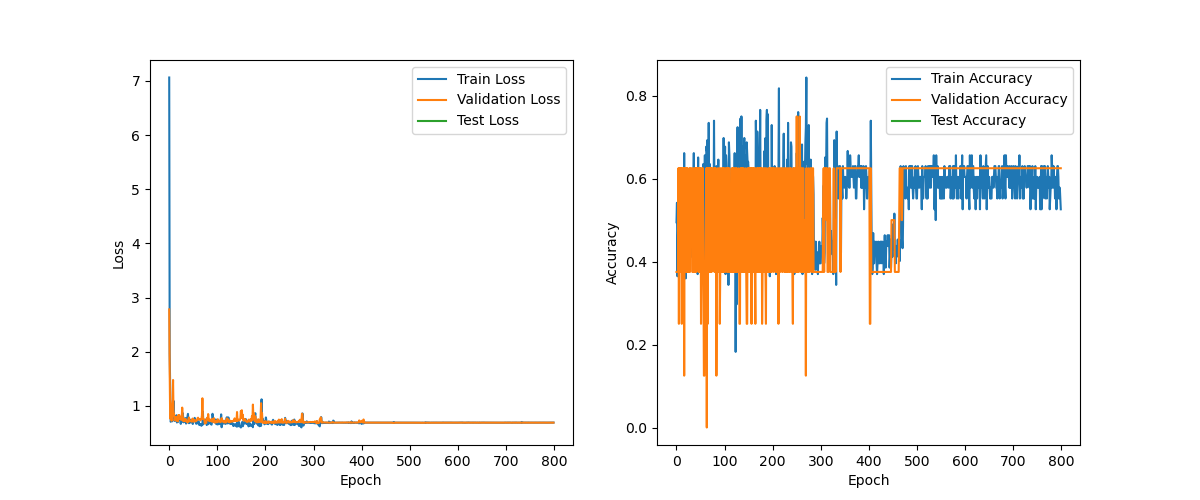 Train Loss
Validation Loss
Test Loss
7
6
5
4
3
2
1
Loss
0 100 200 300 400 500 600 700 800
Epoch
Train Accuracy
Validation Accuracy
Test Accuracy
0.8
0.6
0.4
0.2
0.0
Accuracy
0 100 200 300 400 500 600 700 800
Epoch